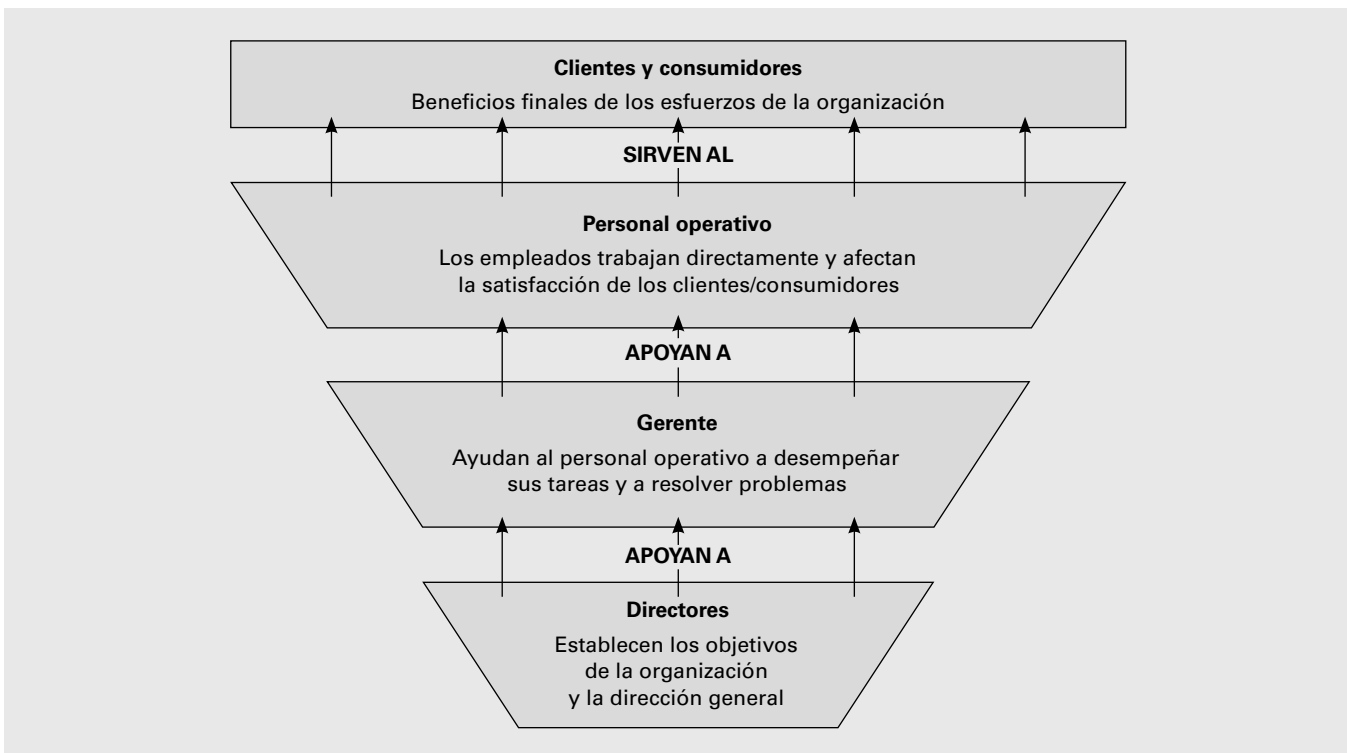 Clientes y consumidores
Beneficios finales de los esfuerzos de la organización
SIRVEN AL
Personal operativo
Los empleados trabajan directamente y afectan
la satisfacción de los clientes/consumidores
APOYAN A
Gerente
Ayudan al personal operativo a desempeñar
sus tareas y a resolver problemas
APOYAN A
Directores
Establecen los objetivos
de la organización
y la dirección general